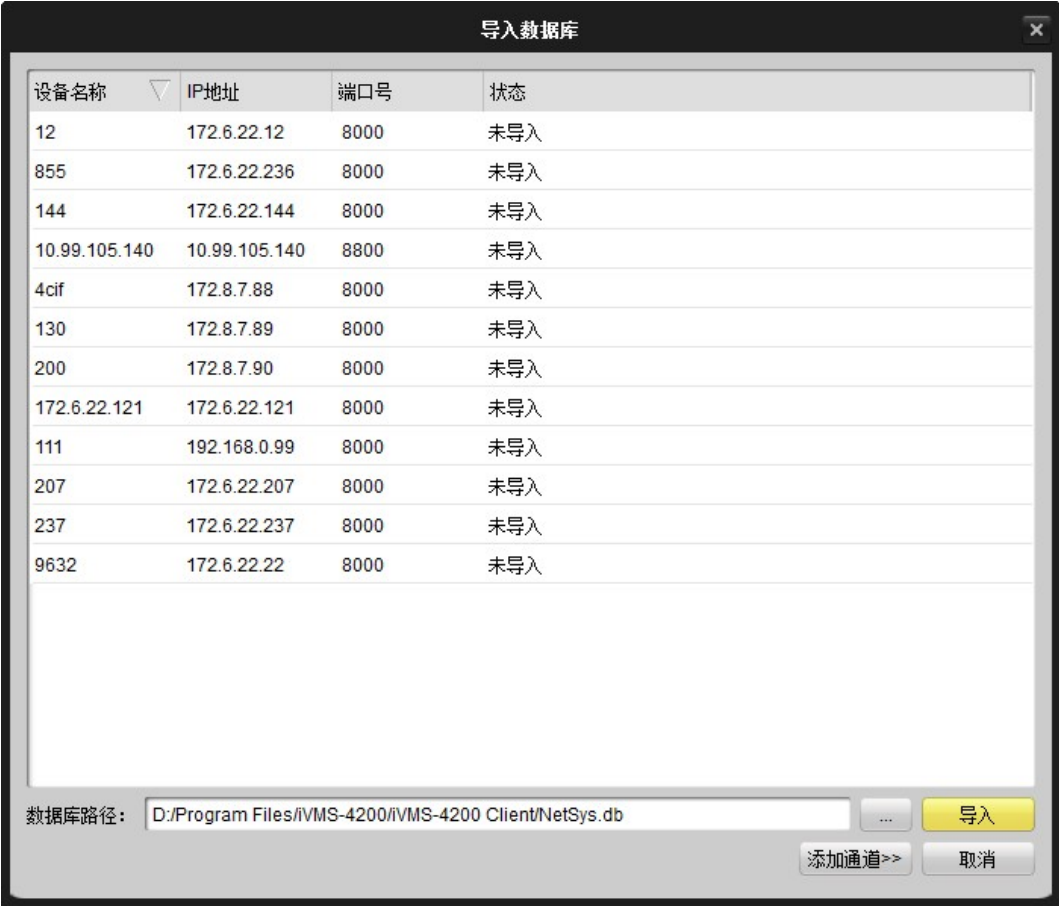 导入数据库
设备名称 IP地址 端口号 状态
12 172.6.22.12 8000 未导入
855 172.6.22.236 8000 未导入
144 172.6.22.144 8000 未导入
10.99.105.140 10.99.105.140 8800 未导入
4cif 172.8.7.88 8000 未导入
130 172.8.7.89 8000 未导入
200 172.8.7.90 8000 未导入
172.6.22.121 172.6.22.121 8000 未导入
111 192.168.0.99 8000 未导入
207 172.6.22.207 8000 未导入
237 172.6.22.237 8000 未导入
9632 172.6.22.22 8000 未导入
数据库路径: D:/Program Files/iVMS-4200/iVMS-4200 Client/NetSys.db ... 导入
添加通道>> 取消